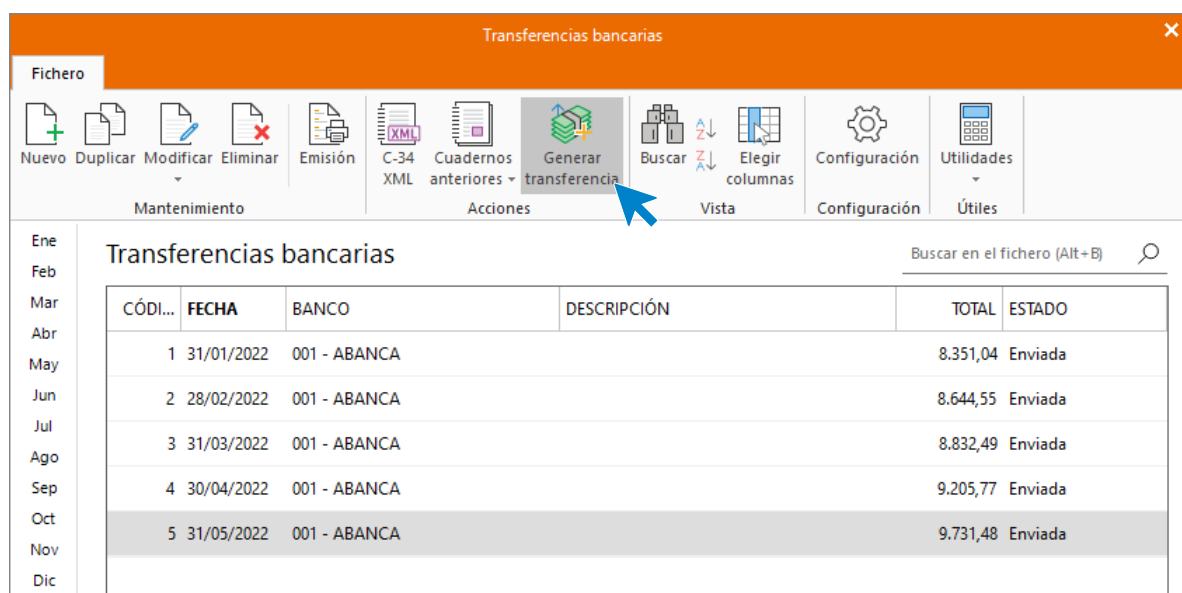 Transferencias bancarias
Fichero
Nuevo Duplicar Modificar Eliminar Emisión C-34 XML Cuadernos anteriores Generar transferencia Buscar Elegir columnas Configuración Utilidades
Mantenimiento Acciones Vista Configuración Útiles
Transferencias bancarias Buscar en el fichero (Alt+B)
Ene
Feb
Mar
Abr
May
Jun
Jul
Ago
Sep
Oct
Nov
Dic
CÓDI... FECHA BANCO DESCRIPCIÓN TOTAL ESTADO
1 31/01/2022 001 - ABANCA 8.351,04 Enviada
2 28/02/2022 001 - ABANCA 8.644,55 Enviada
3 31/03/2022 001 - ABANCA 8.832,49 Enviada
4 30/04/2022 001 - ABANCA 9.205,77 Enviada
5 31/05/2022 001 - ABANCA 9.731,48 Enviada